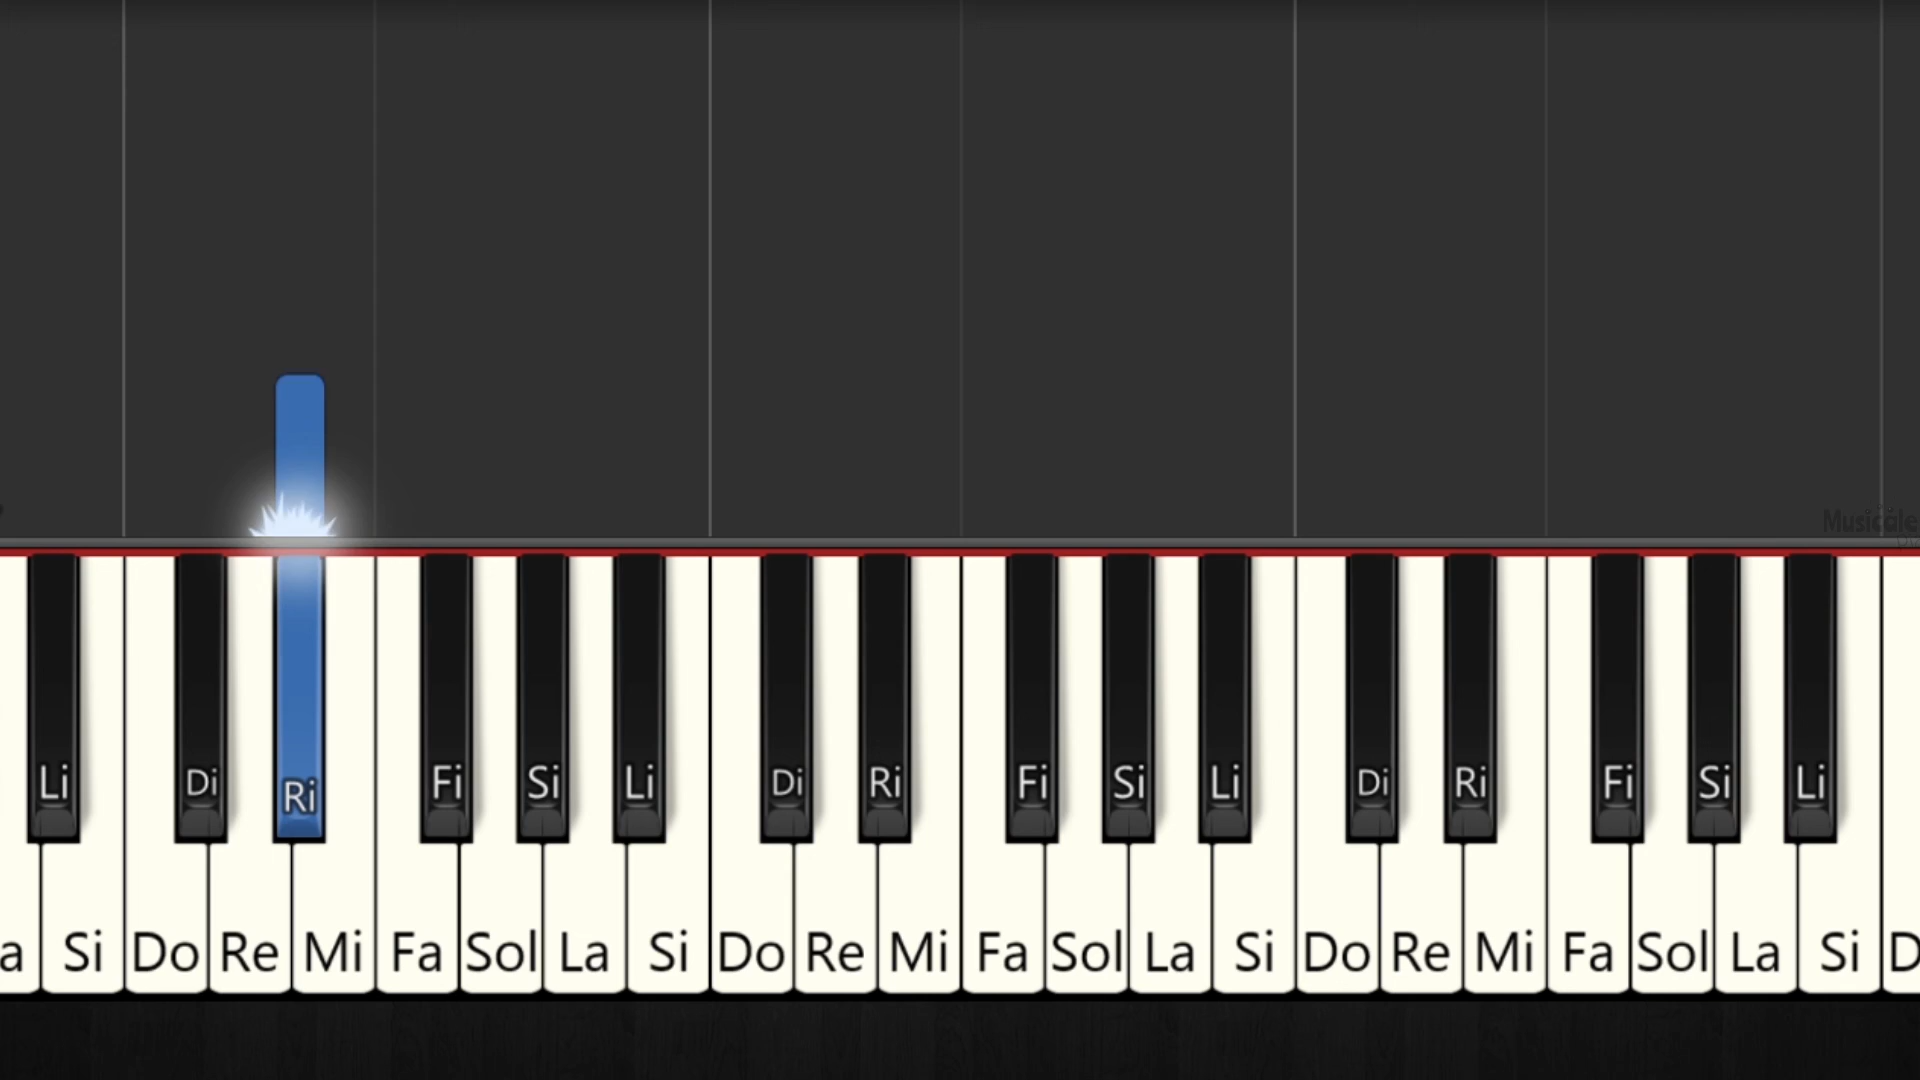 Musicale
Li Di Ri Fi Si Li Di Ri Fi Si Li Di Ri Fi Si Li
a Si Do Re Mi Fa Sol La Si Do Re Mi Fa Sol La Si Do Re Mi Fa Sol La Si D